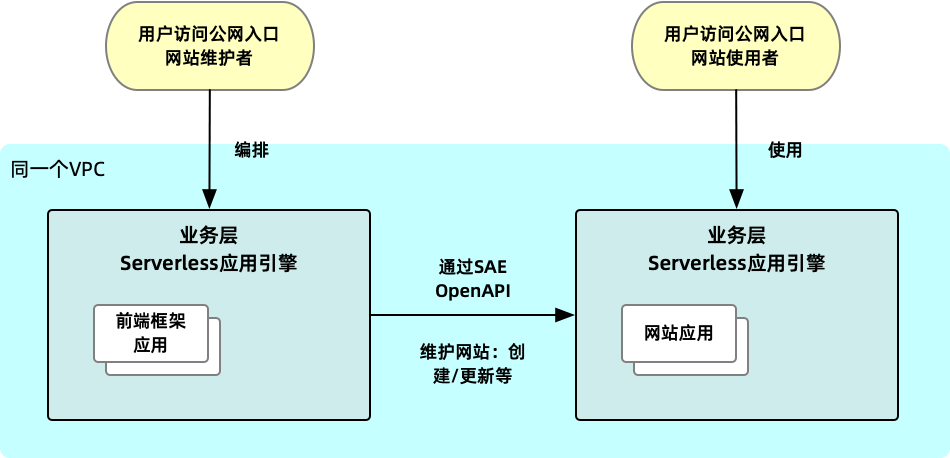 用户访问公网入口
网站维护者
用户访问公网入口
网站使用者
编排
使用
同一个VPC
业务层
Serverless应用引擎
前端框架
应用
通过SAE
OpenAPI
维护网站：创
建/更新等
业务层
Serverless应用引擎
网站应用